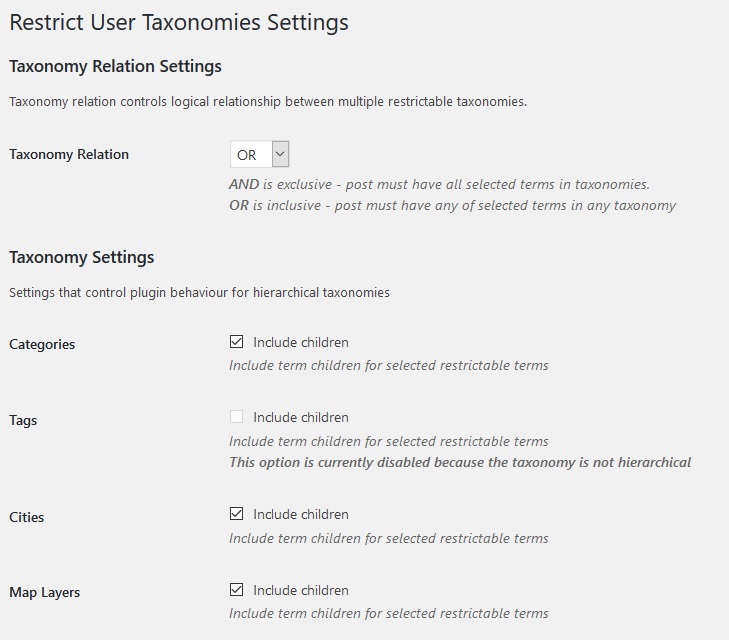 Restrict User Taxonomies Settings
Taxonomy Relation Settings
Taxonomy relation controls logical relationship between multiple restrictable taxonomies.
Taxonomy Relation
OR
AND is exclusive - post must have all selected terms in taxonomies.
OR is inclusive - post must have any of selected terms in any taxonomy
Taxonomy Settings
Settings that control plugin behaviour for hierarchical taxonomies
Categories
Include children
Include term children for selected restrictable terms
Tags
Include children
Include term children for selected restrictable terms
This option is currently disabled because the taxonomy is not hierarchical
Cities
Include children
Include term children for selected restrictable terms
Map Layers
Include children
Include term children for selected restrictable terms